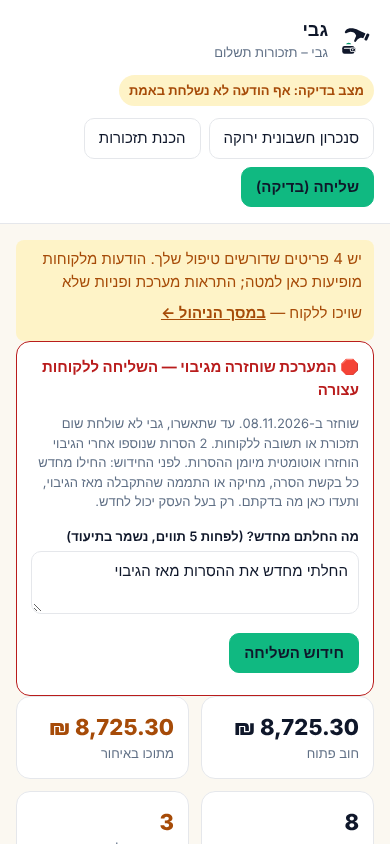 גבי
גבי – תזכורות תשלום
מצב בדיקה: אף הודעה לא נשלחת באמת
סנכרון חשבונית ירוקה
הכנת תזכורות
שליחה (בדיקה)
יש 4 פריטים שדורשים טיפול שלך. הודעות מלקוחות
מופיעות כאן למטה; התראות מערכת ופניות שלא
שויכו ללקוח — במסך הניהול ←
🛑 המערכת שוחזרה מגיבוי — השליחה ללקוחות
עצורה
שוחזר ב-08.11.2026. עד שתאשרו, גבי לא שולחת שום
תזכורת או תשובה ללקוחות. 2 הסרות שנוספו אחרי הגיבוי
הוחזרו אוטומטית מיומן ההסרות. לפני החידוש: החילו מחדש
כל בקשת הסרה, מחיקה או התממה שהתקבלה מאז הגיבוי,
ותעדו כאן מה בדקתם. רק בעל העסק יכול לחדש.
מה החלתם מחדש? (לפחות 5 תווים, נשמר בתיעוד)
החלתי מחדש את ההסרות מאז הגיבוי
חידוש השליחה
8,725.30 ₪
חוב פתוח
8,725.30 ₪
מתוכו באיחור
8
3